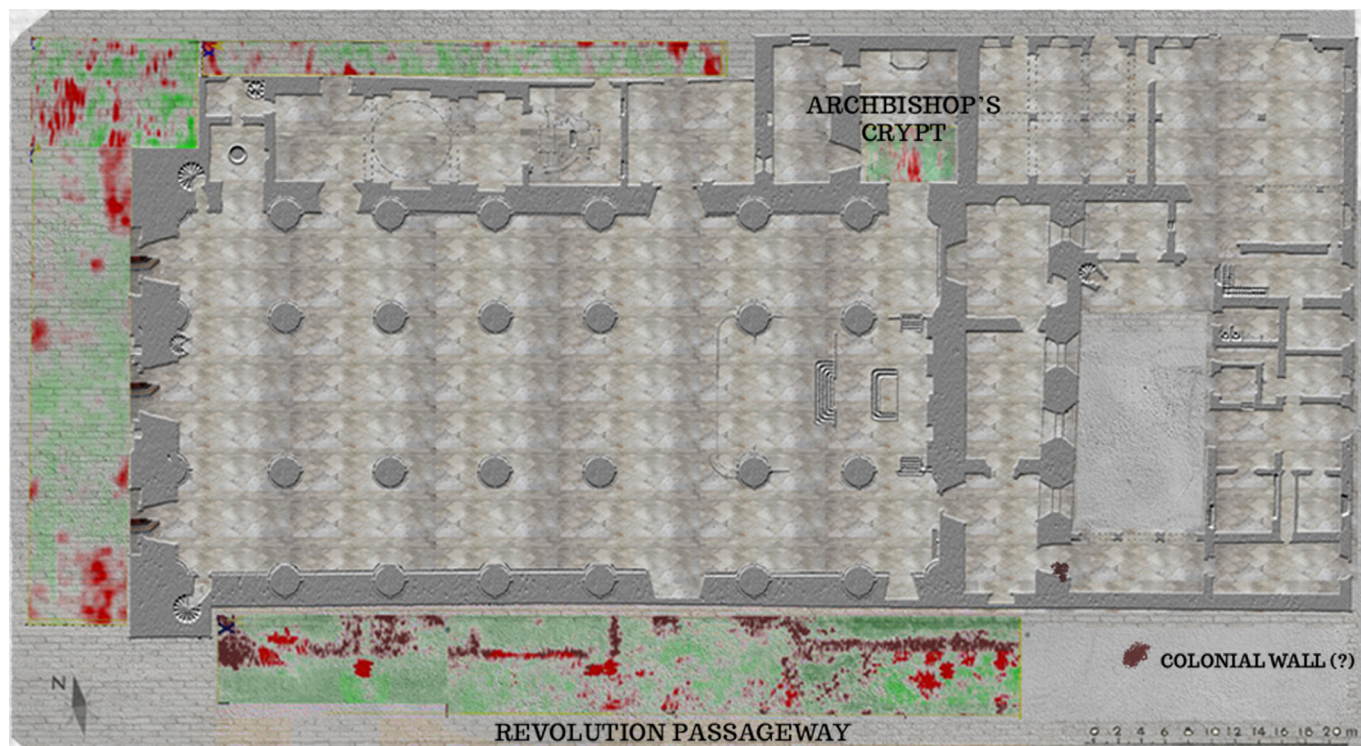 ARCHBISHOP'S
CRYPT
N
COLONIAL WALL (?)
REVOLUTION PASSAGEWAY
0 2 4 6 8 10 12 14 16 18 20 m